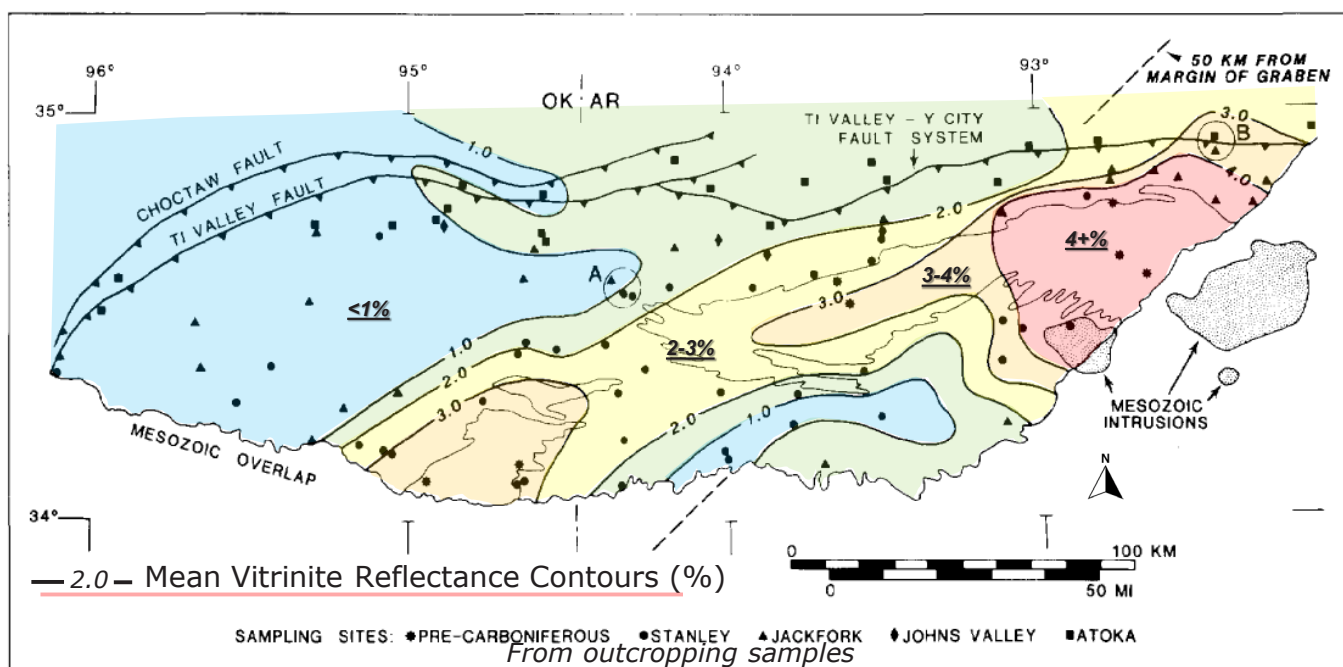 96° 95° 94° 93°
50 KM FROM
MARGIN OF GRABEN
OK AR
35°
TI VALLEY – Y CITY
FAULT SYSTEM
3.0
B
1.0
4.0
CHOCTAW FAULT
TI VALLEY FAULT
2.0
4+%
A
3-4%
<1%
3.0
2-3%
1.0
2.0
3.0
1.0
2.0
MESOZOIC
INTRUSIONS
MESOZOIC OVERLAP
N
34°
0 100 KM
— 2.0 – Mean Vitrinite Reflectance Contours (%)
0 50 MI
SAMPLING SITES: PRE-CARBONIFEROUS STANLEY JACKFORK JOHNS VALLEY ATOKA
From outcropping samples